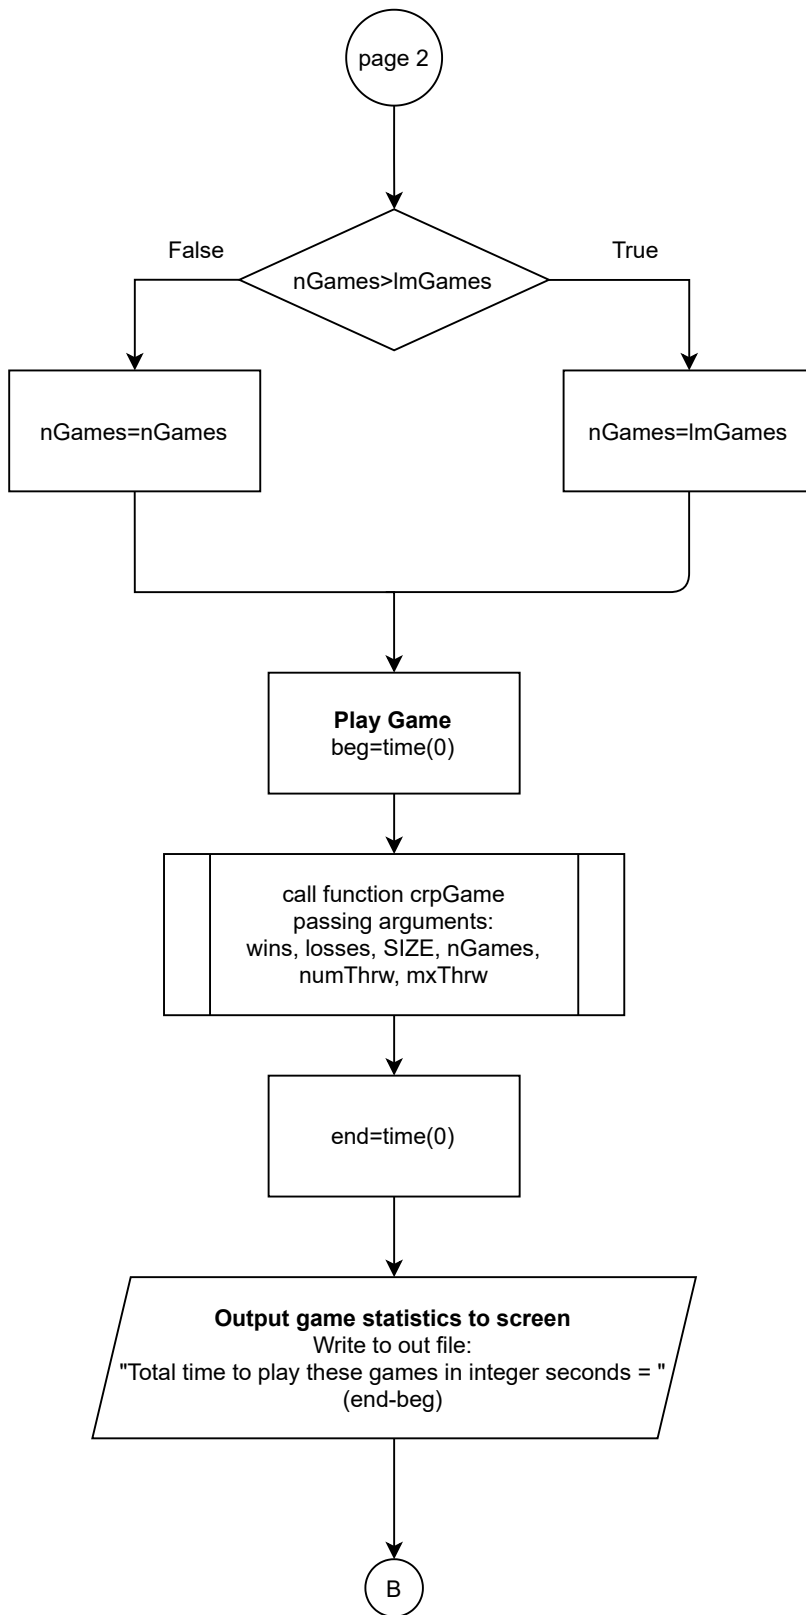 page 2
False
True
nGames>lmGames
nGames=nGames
nGames=lmGames
Play Game
beg=time(0)
call function crpGame
passing arguments:
wins, losses, SIZE, nGames,
numThrw, mxThrw
end=time(0)
Output game statistics to screen
Write to out file:
"Total time to play these games in integer seconds = "
(end-beg)
B